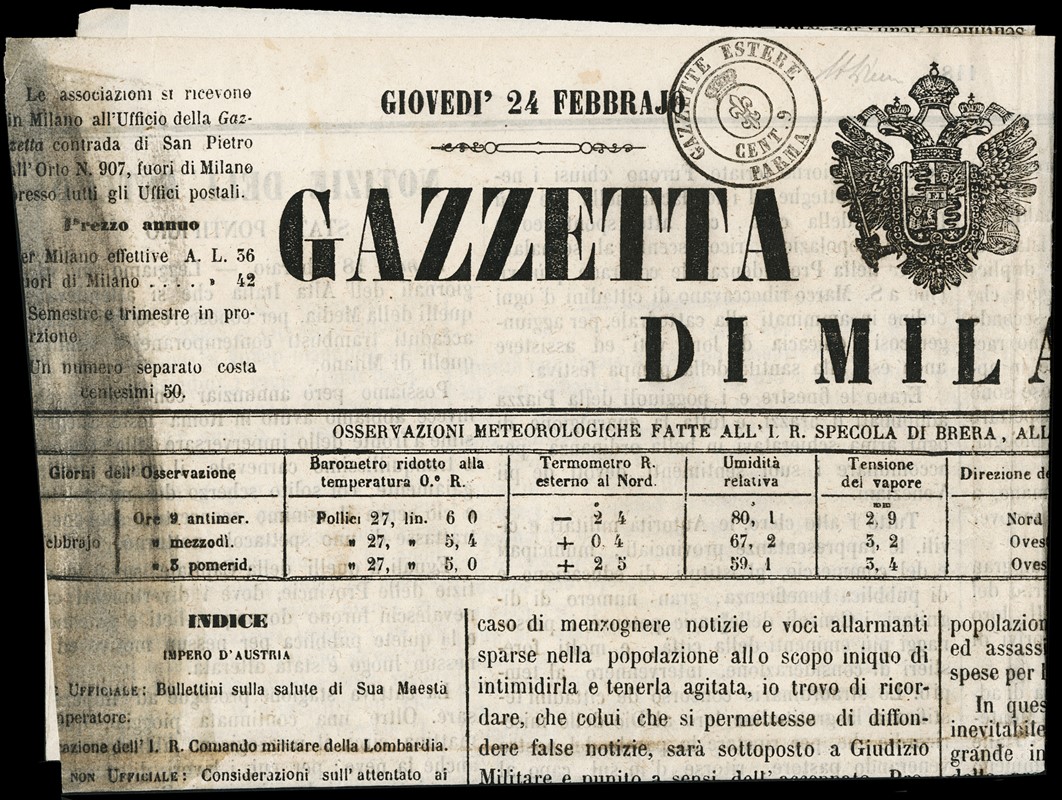 Le associazioni si ricevono
in Milano all'Ufficio della Gaz-
zetta contrada di San Pietro
all'Orto N. 907, fuori di Milano
presso tutti gli Uffici postali.
Prezzo annuo
Per Milano effettive A. L. 36
fuori di Milano . . . . » 42
Semestre e trimestre in pro-
rzione.
Un numero separato costa
centesimi 50.
GIOVEDI' 24 FEBBRAJO
GAZZETTE ESTERE
CENT. 9
PARMA
GAZZETTA
DI MILA
OSSERVAZIONI METEOROLOGICHE FATTE ALL' I. R. SPECOLA DI BRERA, ALL
Giorni dell'Osservazione Barometro ridotto alla temperatura 0.° R. Termometro R. esterno al Nord. Umidità relativa Tensione del vapore Direzione de
Ore 9 antimer. Pollici 27, lin. 6 0 — 2 4 80, 1 2, 9 Nord
ebbrajo » mezzodì. » 27, » 5, 4 + 0. 4 67, 2 3, 2 Oves
» 3 pomerid. » 27, » 5, 0 + 2 5 59. 1 3, 4 Oves
INDICE
IMPERO D'AUSTRIA
UFFICIALE: Bullettini sulla salute di Sua Maestà
mperatore.
azione dell' I. R. Comando militare della Lombardia.
NON UFFICIALE: Considerazioni sull' attentato ai
caso di menzognere notizie e voci allarmanti
sparse nella popolazione allo scopo iniquo di
intimidirla e tenerla agitata, io trovo di ricor-
dare, che colui che si permettesse di diffon-
dere false notizie, sarà sottoposto a Giudizio
Militare e punito a sensi dell'
popolazion
ed assassi
spese per l
In ques
inevitabile
grande in